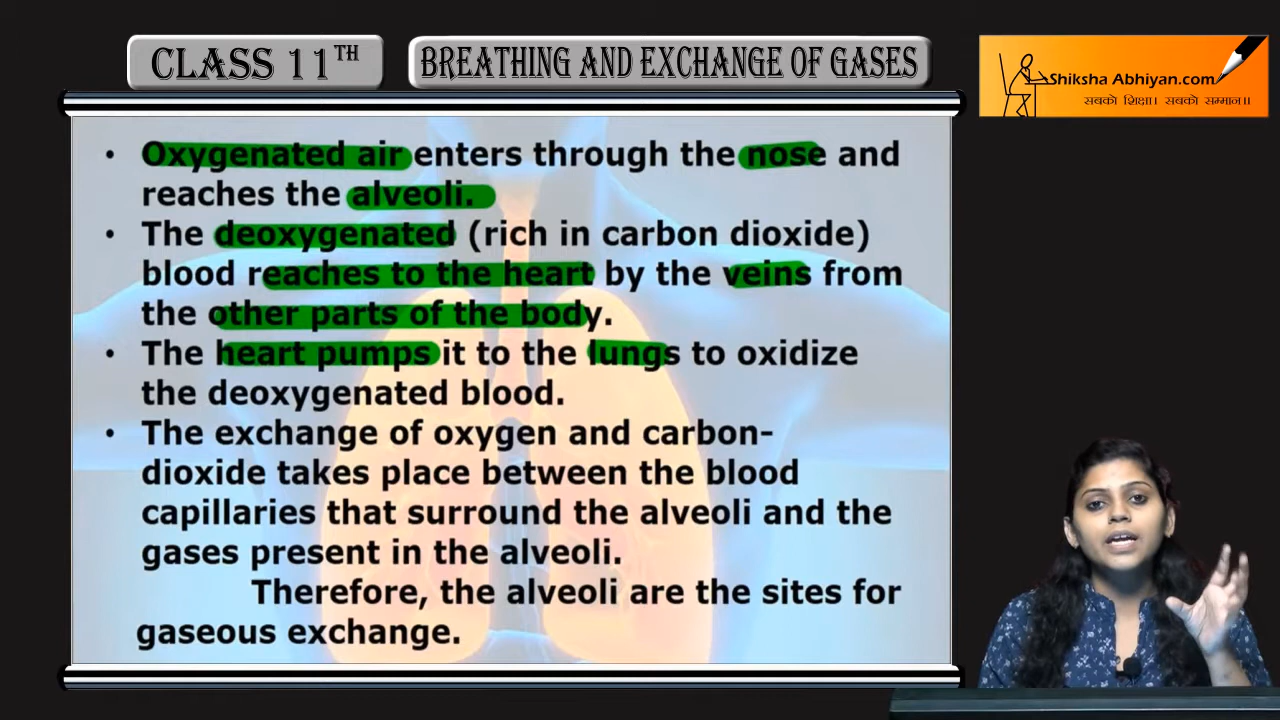 CLASS 11TH
BREATHING AND EXCHANGE OF GASES
Shiksha Abhiyan.com
सबको शिक्षा। सबको सम्मान॥
• Oxygenated air enters through the nose and
reaches the alveoli.
• The deoxygenated (rich in carbon dioxide)
blood reaches to the heart by the veins from
the other parts of the body.
• The heart pumps it to the lungs to oxidize
the deoxygenated blood.
• The exchange of oxygen and carbon-
dioxide takes place between the blood
capillaries that surround the alveoli and the
gases present in the alveoli.
Therefore, the alveoli are the sites for
gaseous exchange.